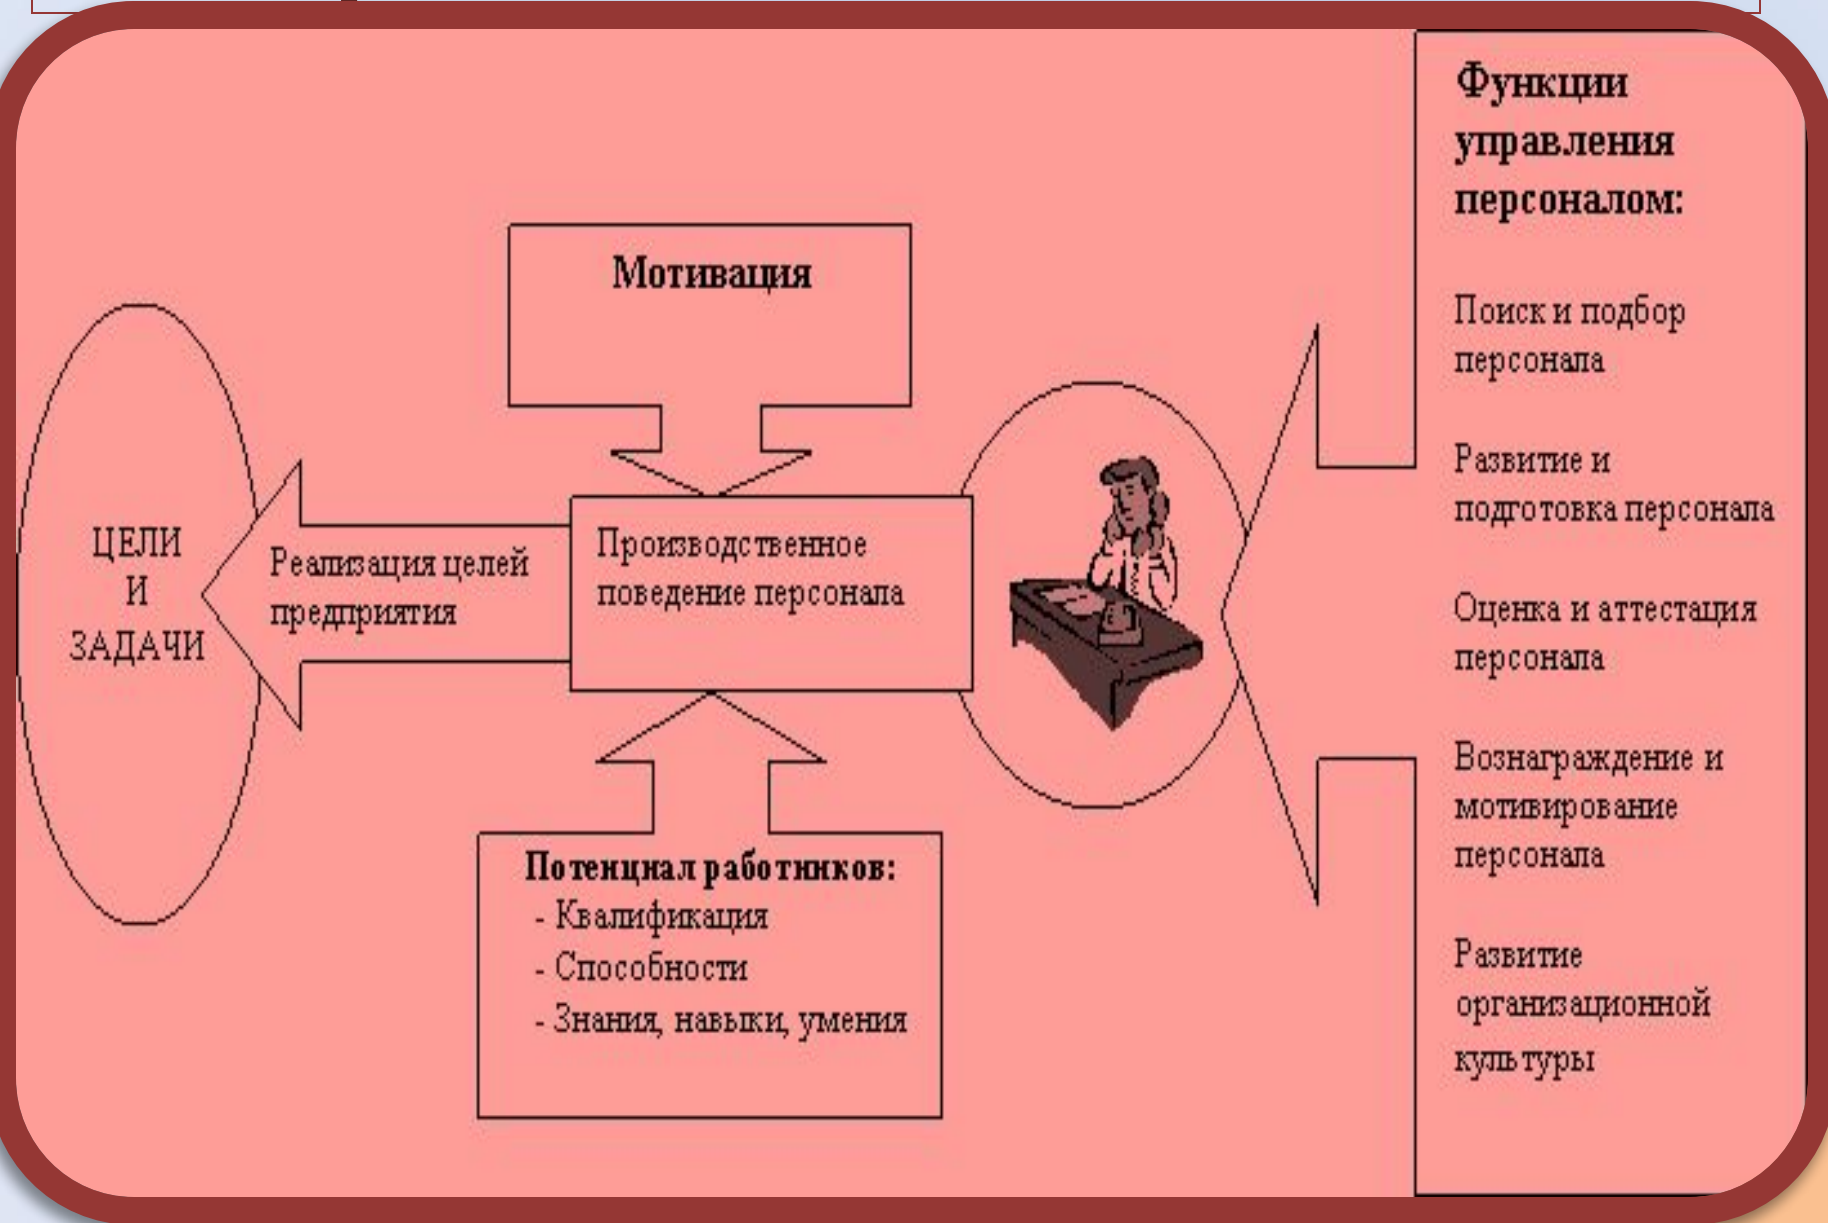 Мотивация
ЦЕЛИ
И
ЗАДАЧИ
Реализация целей
предприятия
Производственное
поведение персонала
Потенциал работников:
- Квалификация
- Способности
- Знания, навыки, умения
Функции
управления
персоналом:
Поиск и подбор
персонала
Развитие и
подготовка персонала
Оценка и аттестация
персонала
Вознаграждение и
мотивирование
персонала
Развитие
организационной
культуры